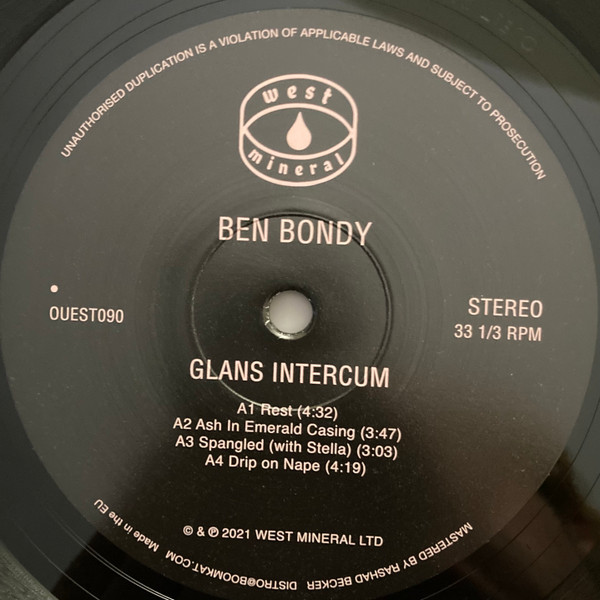 UNAUTHORISED DUPLICATION IS A VIOLATION OF APPLICABLE LAWS AND SUBJECT TO PROSECUTION
west
mineral
BEN BONDY
OUEST090
STEREO
33 1/3 RPM
GLANS INTERCUM
A1 Rest (4:32)
A2 Ash In Emerald Casing (3:47)
A3 Spangled (with Stella) (3:03)
A4 Drip on Nape (4:19)
© & ℗ 2021 WEST MINERAL LTD
MASTERED BY RASHAD BECKER
DISTRO@BOOMKAT.COM
Made in the EU